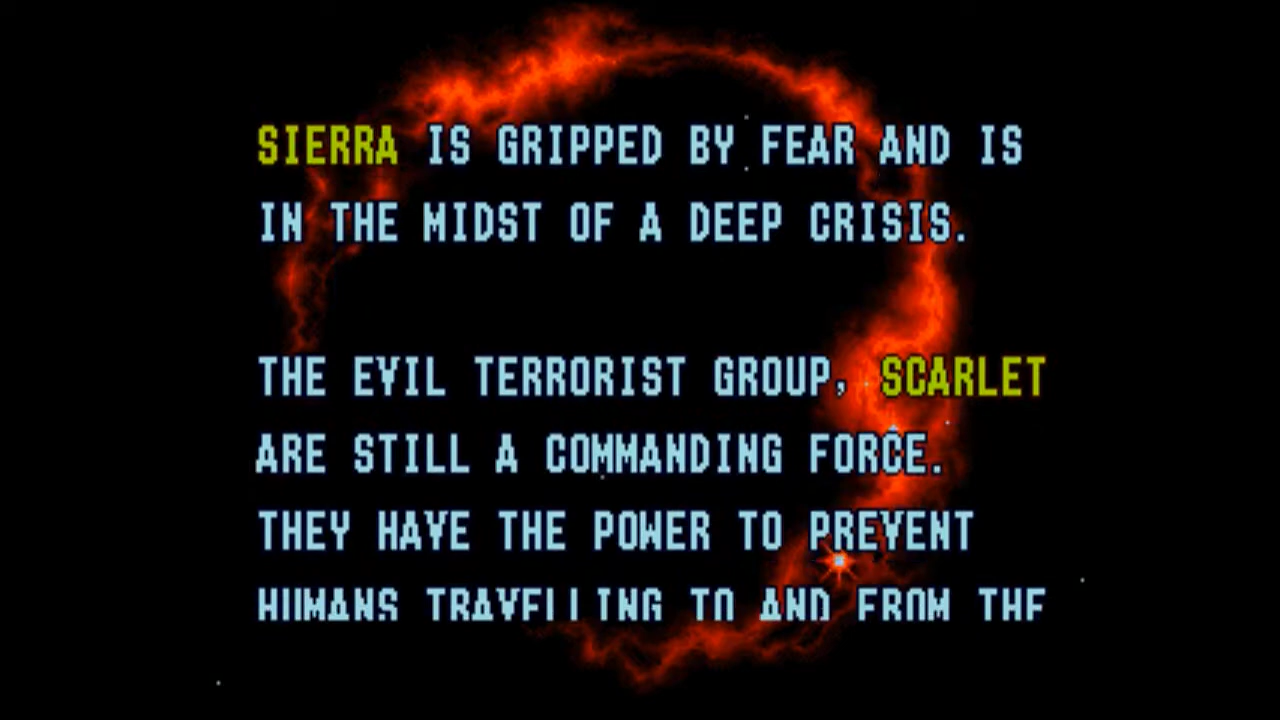 SIERRA IS GRIPPED BY FEAR AND IS
IN THE MIDST OF A DEEP CRISIS.
THE EVIL TERRORIST GROUP, SCARLET
ARE STILL A COMMANDING FORCE.
THEY HAVE THE POWER TO PREVENT
HUMANS TRAVELLING TO AND FROM THE